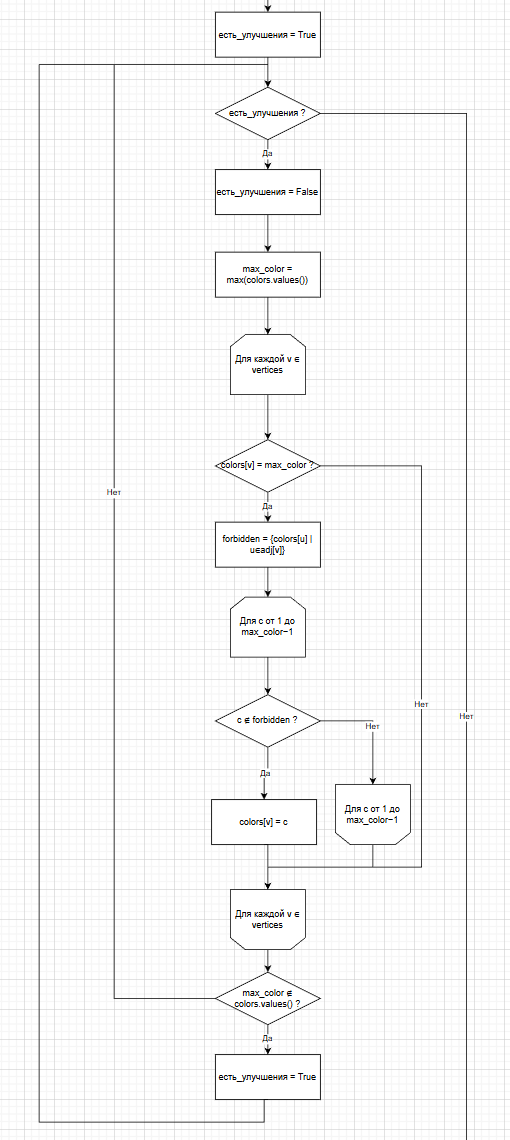 есть_улучшения = True
есть_улучшения ?
Да
есть_улучшения = False
max_color =
max(colors.values())
Для каждой v ∈
vertices
colors[v] = max_color ?
Нет
Да
forbidden = {colors[u] |
u∈adj[v]}
Для c от 1 до
max_color−1
Нет
Нет
c ∉ forbidden ?
Нет
Да
colors[v] = c
Для c от 1 до
max_color−1
Для каждой v ∈
vertices
max_color ∉
colors.values() ?
Да
есть_улучшения = True